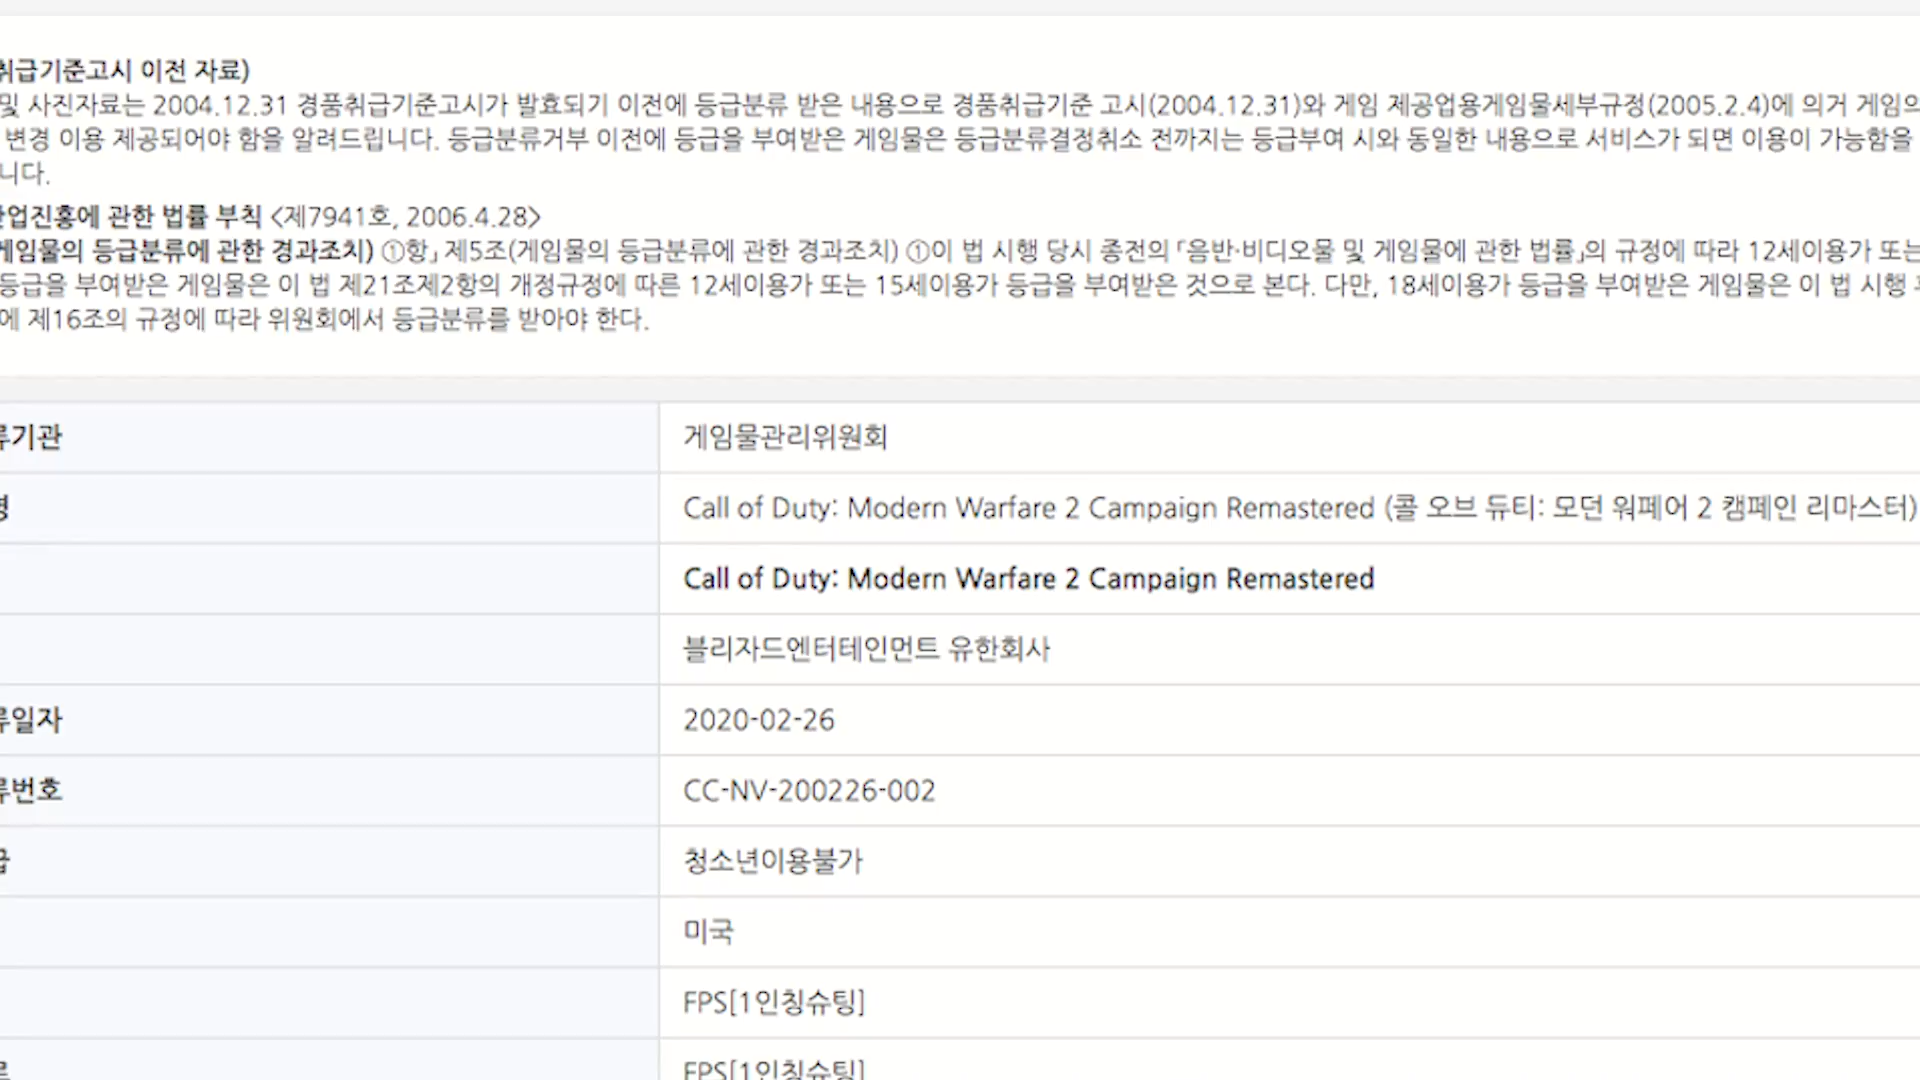 취급기준고시 이전 자료)
및 사진자료는 2004.12.31 경품취급기준고시가 발효되기 이전에 등급분류 받은 내용으로 경품취급기준 고시(2004.12.31)와 게임 제공업용게임물세부규정(2005.2.4)에 의거 게임의
변경 이용 제공되어야 함을 알려드립니다. 등급분류거부 이전에 등급을 부여받은 게임물은 등급분류결정취소 전까지는 등급부여 시와 동일한 내용으로 서비스가 되면 이용이 가능함을
니다.
산업진흥에 관한 법률 부칙 <제7941호, 2006.4.28>
게임물의 등급분류에 관한 경과조치) ①항」 제5조(게임물의 등급분류에 관한 경과조치) ①이 법 시행 당시 종전의 「음반·비디오물 및 게임물에 관한 법률」의 규정에 따라 12세이용가 또는
등급을 부여받은 게임물은 이 법 제21조제2항의 개정규정에 따른 12세이용가 또는 15세이용가 등급을 부여받은 것으로 본다. 다만, 18세이용가 등급을 부여받은 게임물은 이 법 시행
에 제16조의 규정에 따라 위원회에서 등급분류를 받아야 한다.
류기관 게임물관리위원회
명 Call of Duty: Modern Warfare 2 Campaign Remastered (콜 오브 듀티: 모던 워페어 2 캠페인 리마스터)
Call of Duty: Modern Warfare 2 Campaign Remastered
블리자드엔터테인먼트 유한회사
류일자 2020-02-26
류번호 CC-NV-200226-002
급 청소년이용불가
미국
FPS[1인칭슈팅]
FPS[1인칭슈팅]